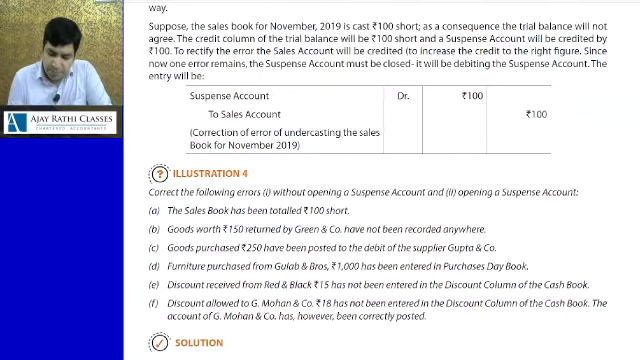 way.
Suppose, the sales book for November, 2019 is cast ₹100 short; as a consequence the trial balance will not
agree. The credit column of the trial balance will be ₹100 short and a Suspense Account will be credited by
₹100. To rectify the error the Sales Account will be credited (to increase the credit to the right figure. Since
now one error remains, the Suspense Account must be closed- it will be debiting the Suspense Account. The
entry will be:
Suspense Account Dr. ₹100
To Sales Account ₹100
(Correction of error of undercasting the sales
Book for November 2019)
AJAY RATHI CLASSES
CHARTERED ACCOUNTANTS
? ILLUSTRATION 4
Correct the following errors (i) without opening a Suspense Account and (ii) opening a Suspense Account:
(a) The Sales Book has been totalled ₹100 short.
(b) Goods worth ₹150 returned by Green & Co. have not been recorded anywhere.
(c) Goods purchased ₹250 have been posted to the debit of the supplier Gupta & Co.
(d) Furniture purchased from Gulab & Bros, ₹1,000 has been entered in Purchases Day Book.
(e) Discount received from Red & Black ₹15 has not been entered in the Discount Column of the Cash Book.
(f) Discount allowed to G. Mohan & Co. ₹18 has not been entered in the Discount Column of the Cash Book. The
account of G. Mohan & Co. has, however, been correctly posted.
SOLUTION